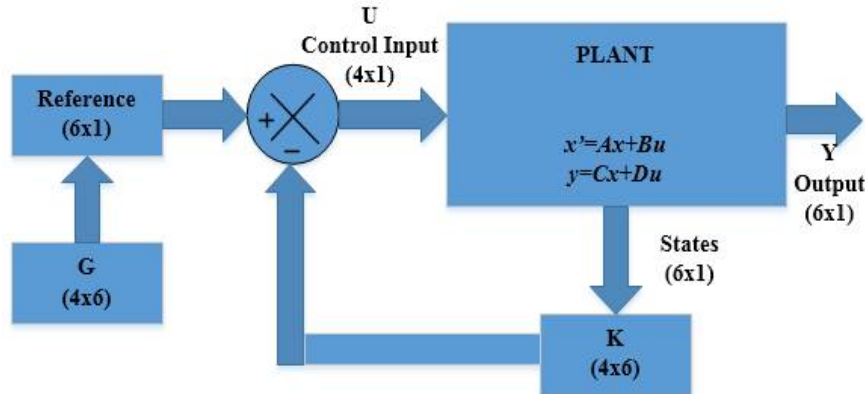 U
Control Input
(4x1)
PLANT
x'=Ax+Bu
y=Cx+Du
Reference
(6x1)
+
−
Y
Output
(6x1)
G
(4x6)
States
(6x1)
K
(4x6)